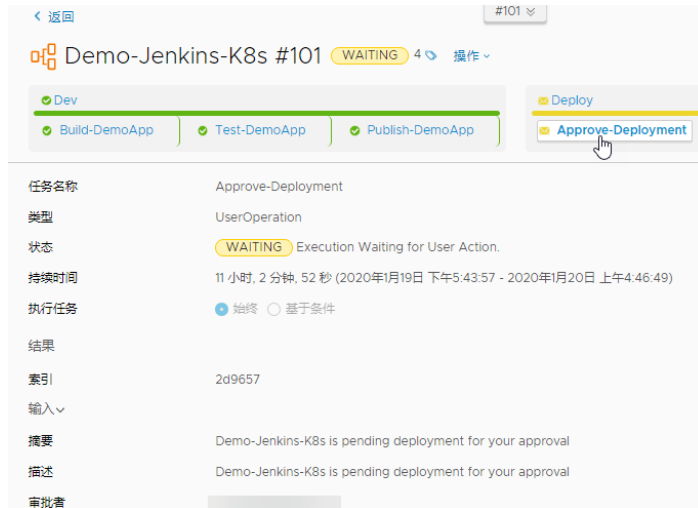 返回
#101
Demo-Jenkins-K8s #101 WAITING 4 操作
Dev
Deploy
Build-DemoApp Test-DemoApp Publish-DemoApp Approve-Deployment
任务名称 Approve-Deployment
类型 UserOperation
状态 WAITING Execution Waiting for User Action.
持续时间 11 小时, 2 分钟, 52 秒 (2020年1月19日 下午5:43:57 - 2020年1月20日 上午4:46:49)
执行任务 始终 基于条件
结果
索引 2d9657
输入
摘要 Demo-Jenkins-K8s is pending deployment for your approval
描述 Demo-Jenkins-K8s is pending deployment for your approval
审批者